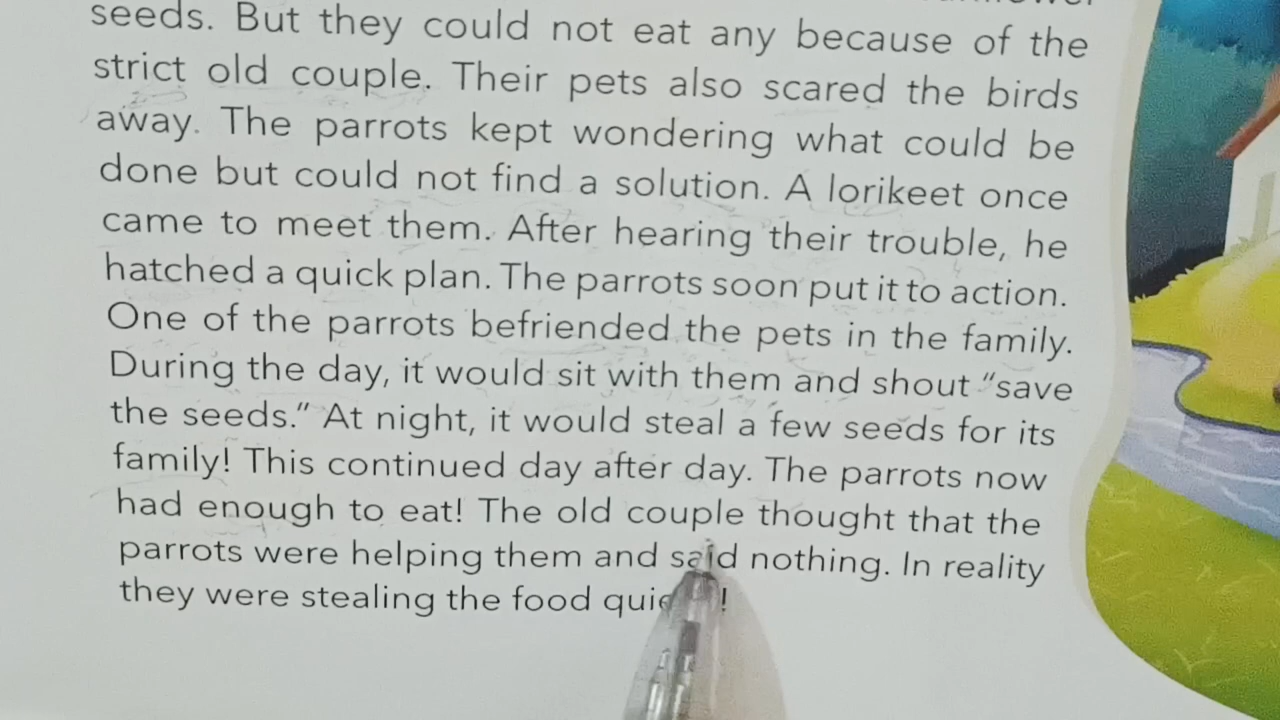 seeds. But they could not eat any because of the
strict old couple. Their pets also scared the birds
away. The parrots kept wondering what could be
done but could not find a solution. A lorikeet once
came to meet them. After hearing their trouble, he
hatched a quick plan. The parrots soon put it to action.
One of the parrots befriended the pets in the family.
During the day, it would sit with them and shout “save
the seeds.” At night, it would steal a few seeds for its
family! This continued day after day. The parrots now
had enough to eat! The old couple thought that the
parrots were helping them and said nothing. In reality
they were stealing the food